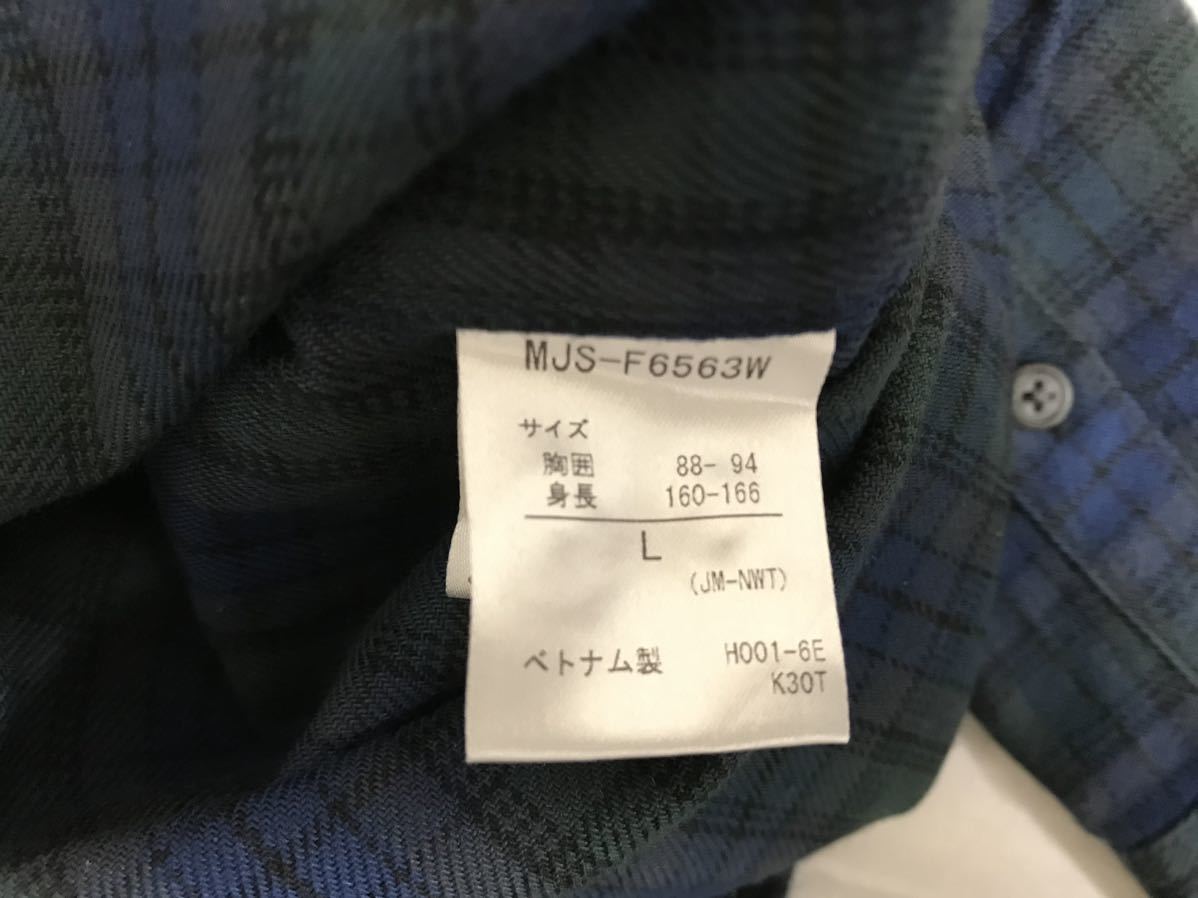 MJS-F6563W
サイズ
胸囲 88- 94
身長 160-166
L
(JM-NWT)
ベトナム製 H001-6E
K30T